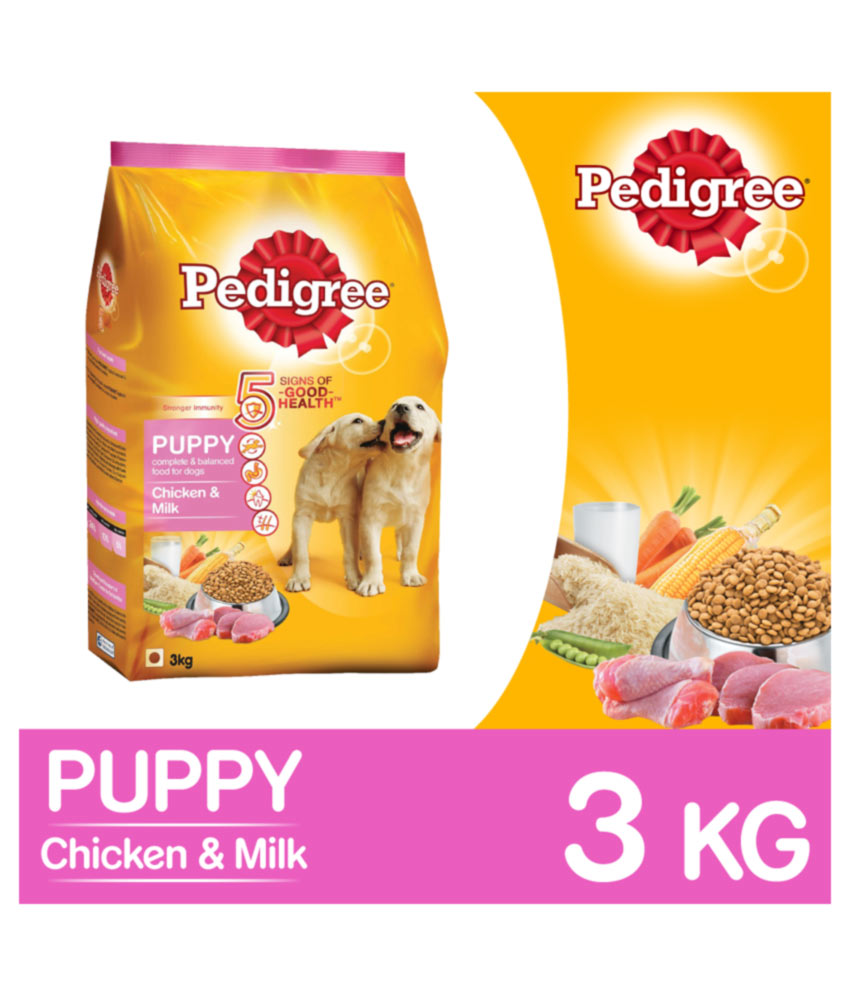 Pedigree
5 SIGNS OF
-GOOD-
HEALTH™
Stronger Immunity
PUPPY
complete & balanced
food for dogs
Chicken &
Milk
3kg
Pedigree®
PUPPY
Chicken & Milk
3 KG